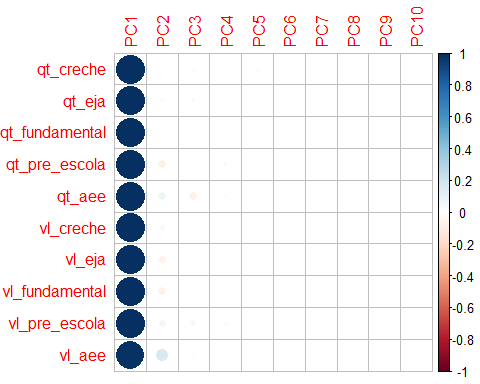 PC1 PC2 PC3 PC4 PC5 PC6 PC7 PC8 PC9 PC10
qt_creche
qt_eja
qt_fundamental
qt_pre_escola
qt_aee
vl_creche
vl_eja
vl_fundamental
vl_pre_escola
vl_aee
1
0.8
0.6
0.4
0.2
0
-0.2
-0.4
-0.6
-0.8
-1